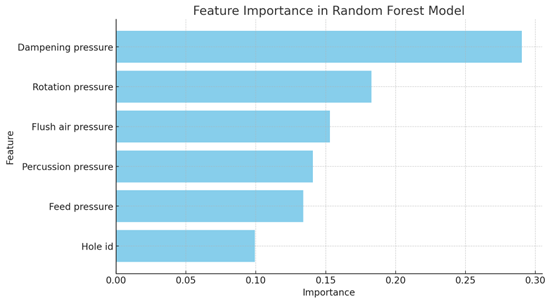 Feature Importance in Random Forest Model
Dampening pressure
Rotation pressure
Flush air pressure
Percussion pressure
Feed pressure
Hole id
Feature
0.00 0.05 0.10 0.15 0.20 0.25 0.30
Importance